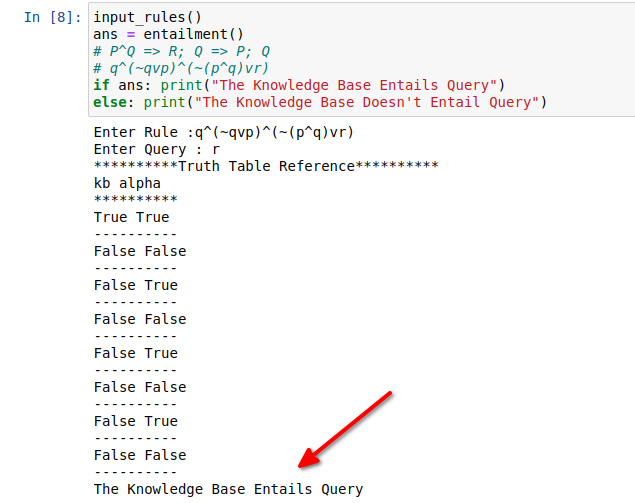 In [8]: input_rules()
ans = entailment()
# P^Q => R; Q => P; Q
# q^(~qvp)^(~(p^q)vr)
if ans: print("The Knowledge Base Entails Query")
else: print("The Knowledge Base Doesn't Entail Query")
Enter Rule :q^(~qvp)^(~(p^q)vr)
Enter Query : r
**********Truth Table Reference**********
kb alpha
**********
True True
----------
False False
----------
False True
----------
False False
----------
False True
----------
False False
----------
False True
----------
False False
----------
The Knowledge Base Entails Query